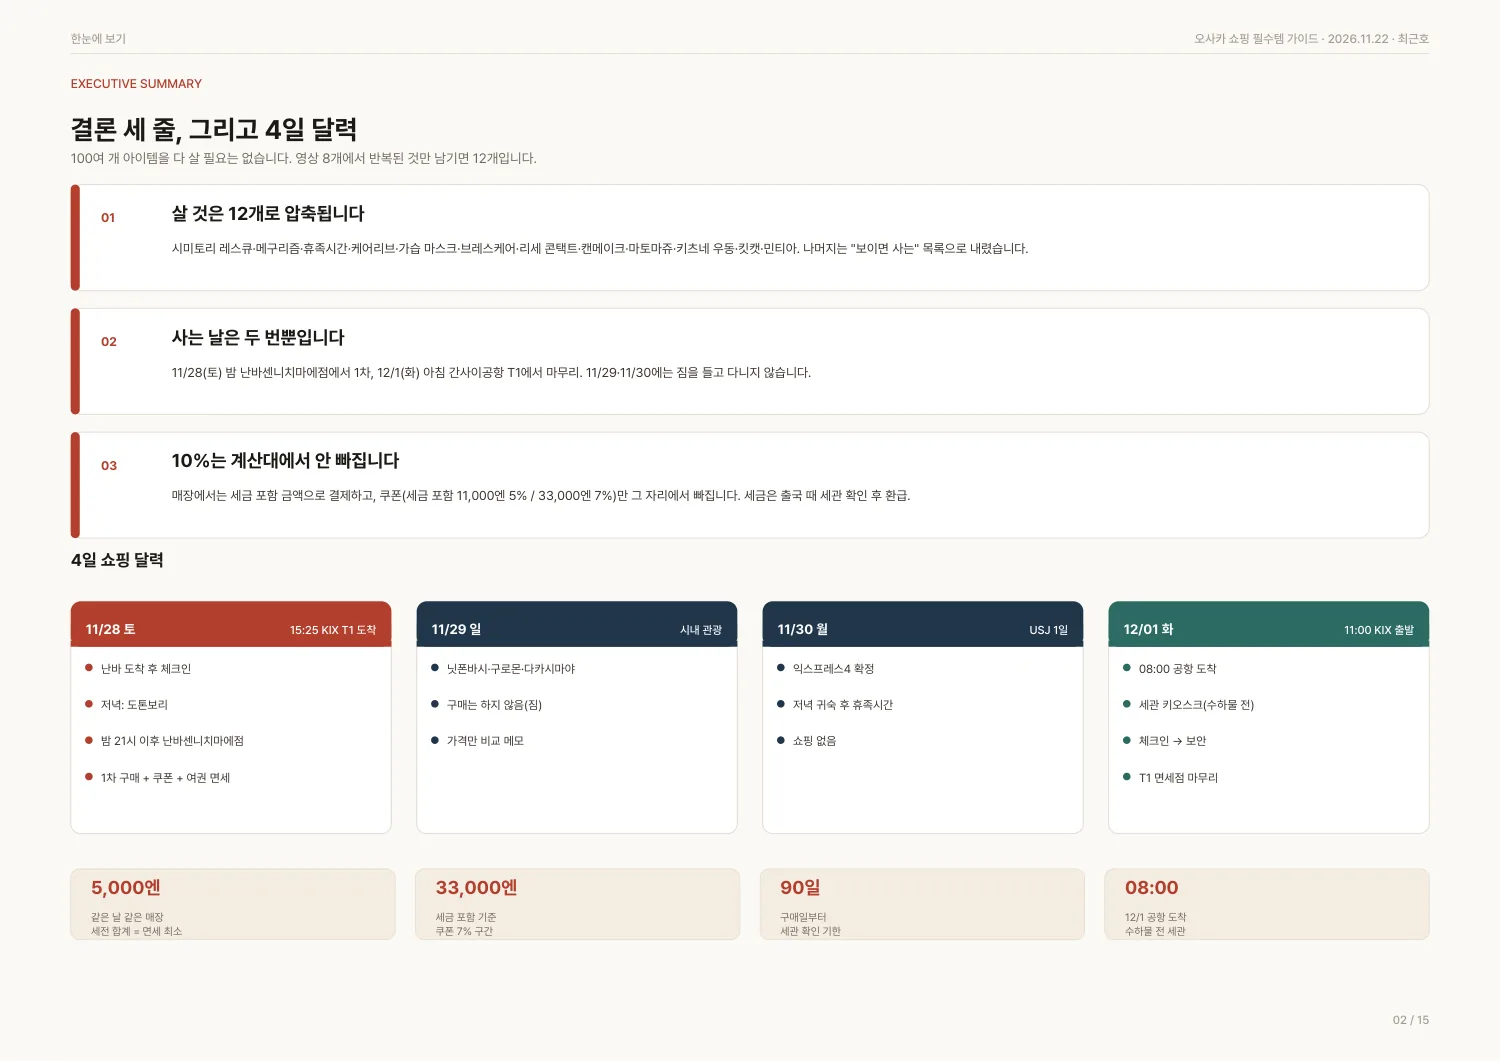 한눈에 보기
오사카 쇼핑 필수템 가이드 · 2026.11.22 · 최근호
EXECUTIVE SUMMARY
결론 세 줄, 그리고 4일 달력
100여 개 아이템을 다 살 필요는 없습니다. 영상 8개에서 반복된 것만 남기면 12개입니다.
01
살 것은 12개로 압축됩니다
시미토리 레스큐·메구리즘·휴족시간·케어리브·가습 마스크·브레스케어·리세 콘택트·캔메이크·마토마쥬·키츠네 우동·킷캣·민티아. 나머지는 "보이면 사는" 목록으로 내렸습니다.
02
사는 날은 두 번뿐입니다
11/28(토) 밤 난바센니치마에점에서 1차, 12/1(화) 아침 간사이공항 T1에서 마무리. 11/29·11/30에는 짐을 들고 다니지 않습니다.
03
10%는 계산대에서 안 빠집니다
매장에서는 세금 포함 금액으로 결제하고, 쿠폰(세금 포함 11,000엔 5% / 33,000엔 7%)만 그 자리에서 빠집니다. 세금은 출국 때 세관 확인 후 환급.
4일 쇼핑 달력
11/28 토
15:25 KIX T1 도착
난바 도착 후 체크인
저녁: 도톤보리
밤 21시 이후 난바센니치마에점
1차 구매 + 쿠폰 + 여권 면세
11/29 일
시내 관광
닛폰바시·구로몬·다카시마야
구매는 하지 않음(짐)
가격만 비교 메모
11/30 월
USJ 1일
익스프레스4 확정
저녁 귀숙 후 휴족시간
쇼핑 없음
12/01 화
11:00 KIX 출발
08:00 공항 도착
세관 키오스크(수하물 전)
체크인 → 보안
T1 면세점 마무리
5,000엔
같은 날 같은 매장
세전 합계 = 면세 최소
33,000엔
세금 포함 기준
쿠폰 7% 구간
90일
구매일부터
세관 확인 기한
08:00
12/1 공항 도착
수하물 전 세관
02 / 15